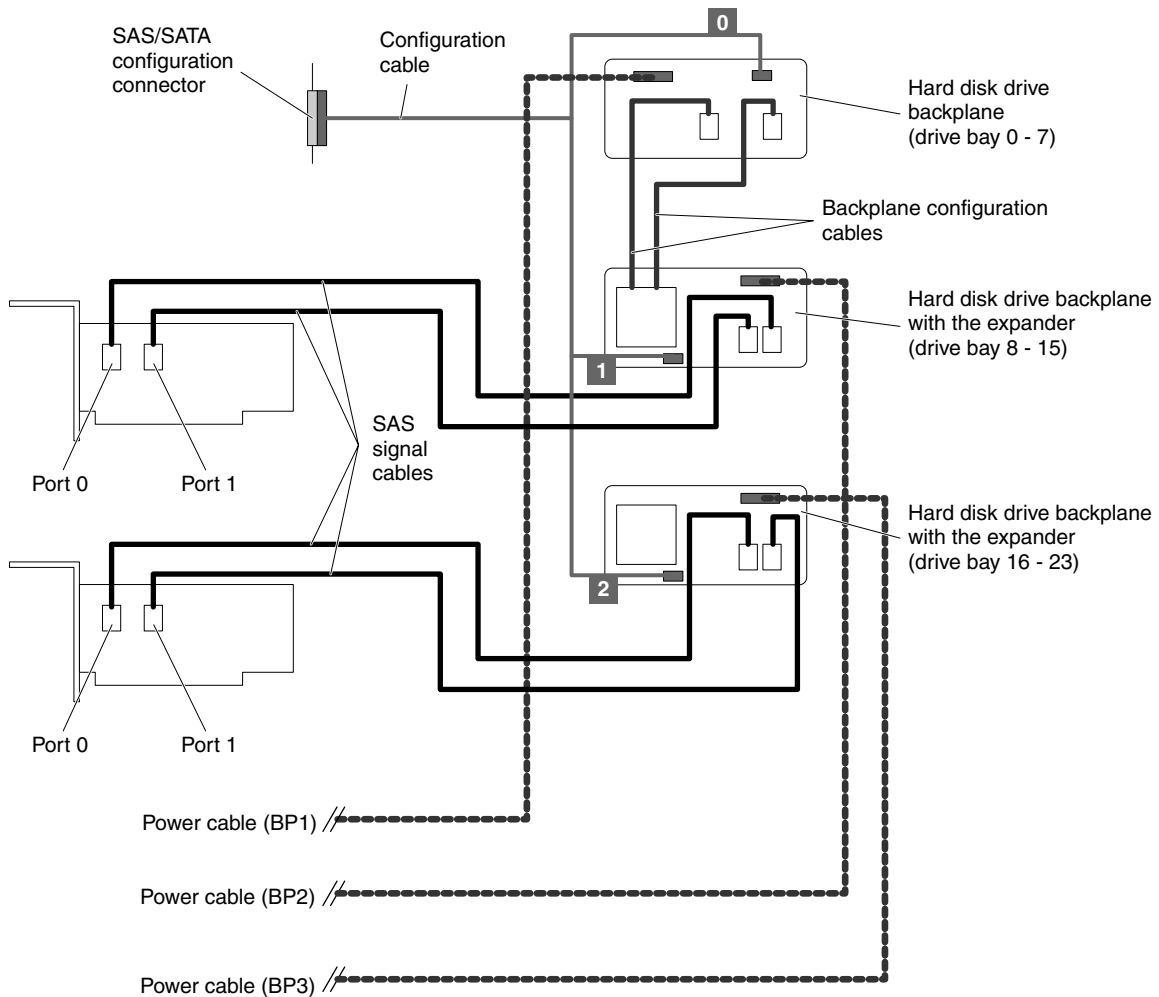 0
SAS/SATA
configuration
connector
Configuration
cable
Hard disk drive
backplane
(drive bay 0 - 7)
Backplane configuration
cables
Hard disk drive backplane
with the expander
(drive bay 8 - 15)
1
SAS
signal
cables
Port 0
Port 1
Hard disk drive backplane
with the expander
(drive bay 16 - 23)
2
Port 0
Port 1
Power cable (BP1)
Power cable (BP2)
Power cable (BP3)